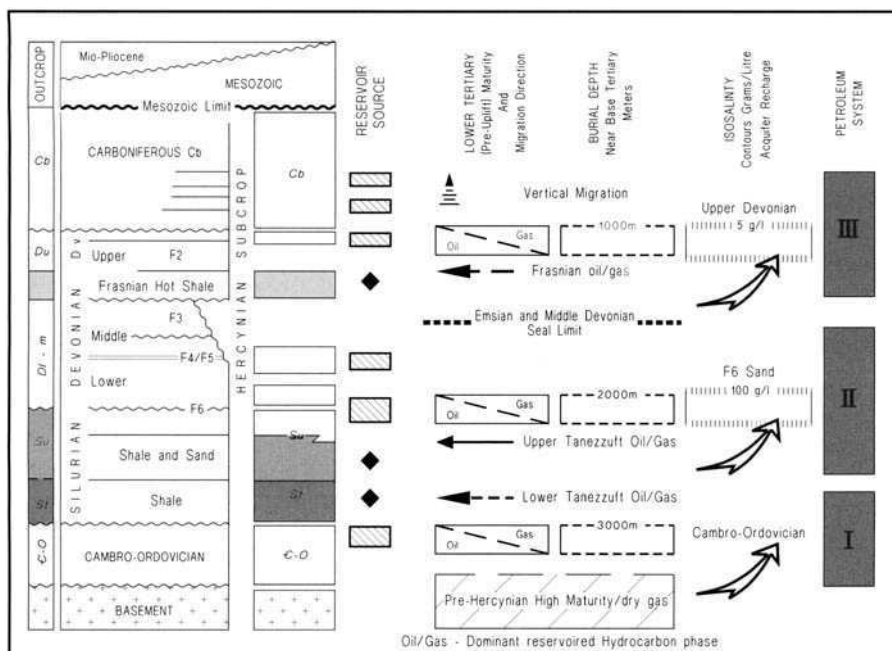 OUTCROP
Mio-Pliocene
MESOZOIC
Mesozoic Limit
RESERVOIR
SOURCE
LOWER TERTIARY
(Pre-Uplift) Maturity
And
Migration Direction
BURIAL DEPTH
Near Base Tertiary
Meters
ISOSALINITY
Contours Grams/Litre
Acquifer Recharge
PETROLEUM
SYSTEM
Cb
CARBONIFEROUS Cb
SUBCROP
HERCYNIAN
Cb
Vertical Migration
Upper Devonian
5 g/l
III
Du
DEVONIAN Dv
Upper
F2
Oil
Gas
1000m
Frasnian Hot Shale
Frasnian oil/gas
Dl - m
F3
Middle
F4/F5
Lower
F6
Emsian and Middle Devonian
Seal Limit
F6 Sand
100 g/l
II
Oil
Gas
2000m
Su
SILURIAN
Shale and Sand
Su
Upper Tanezzuft Oil/Gas
Sl
Shale
Sl
Lower Tanezzuft Oil/Gas
Є-O
CAMBRO-ORDOVICIAN
Є-O
Oil
Gas
3000m
Cambro-Ordovician
I
BASEMENT
Pre-Hercynian High Maturity/dry gas
Oil/Gas - Dominant reservoired Hydrocarbon phase